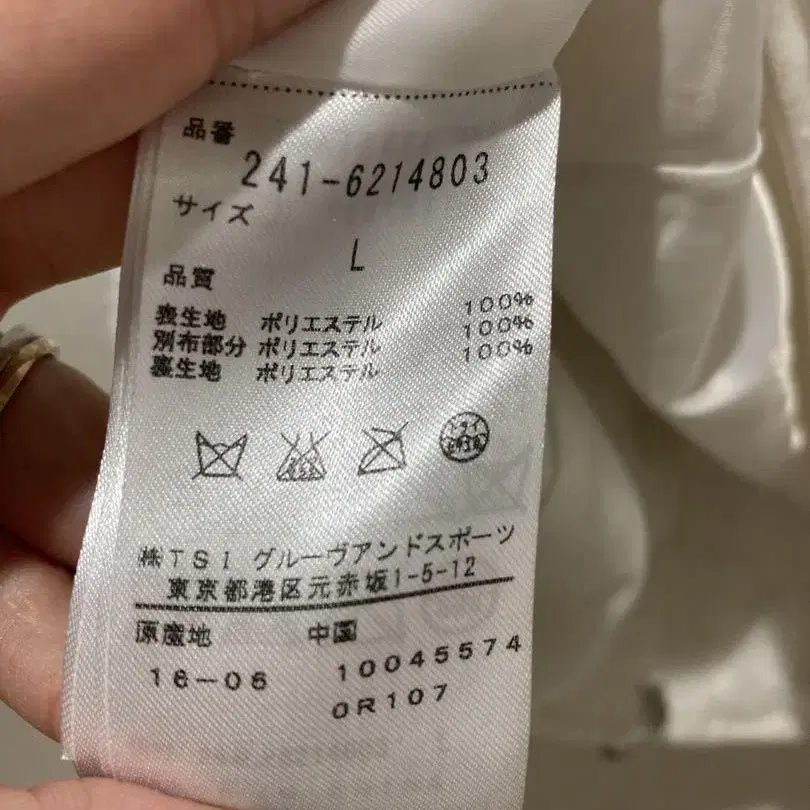 品番
241-6214803
サイズ
L
品質
表生地 ポリエステル 100%
別布部分 ポリエステル 100%
裏生地 ポリエステル 100%
ドライ
㈱TSI グルーヴアンドスポーツ
東京都港区元赤坂1-5-12
原産地 中国
16-06 10045574
0R107